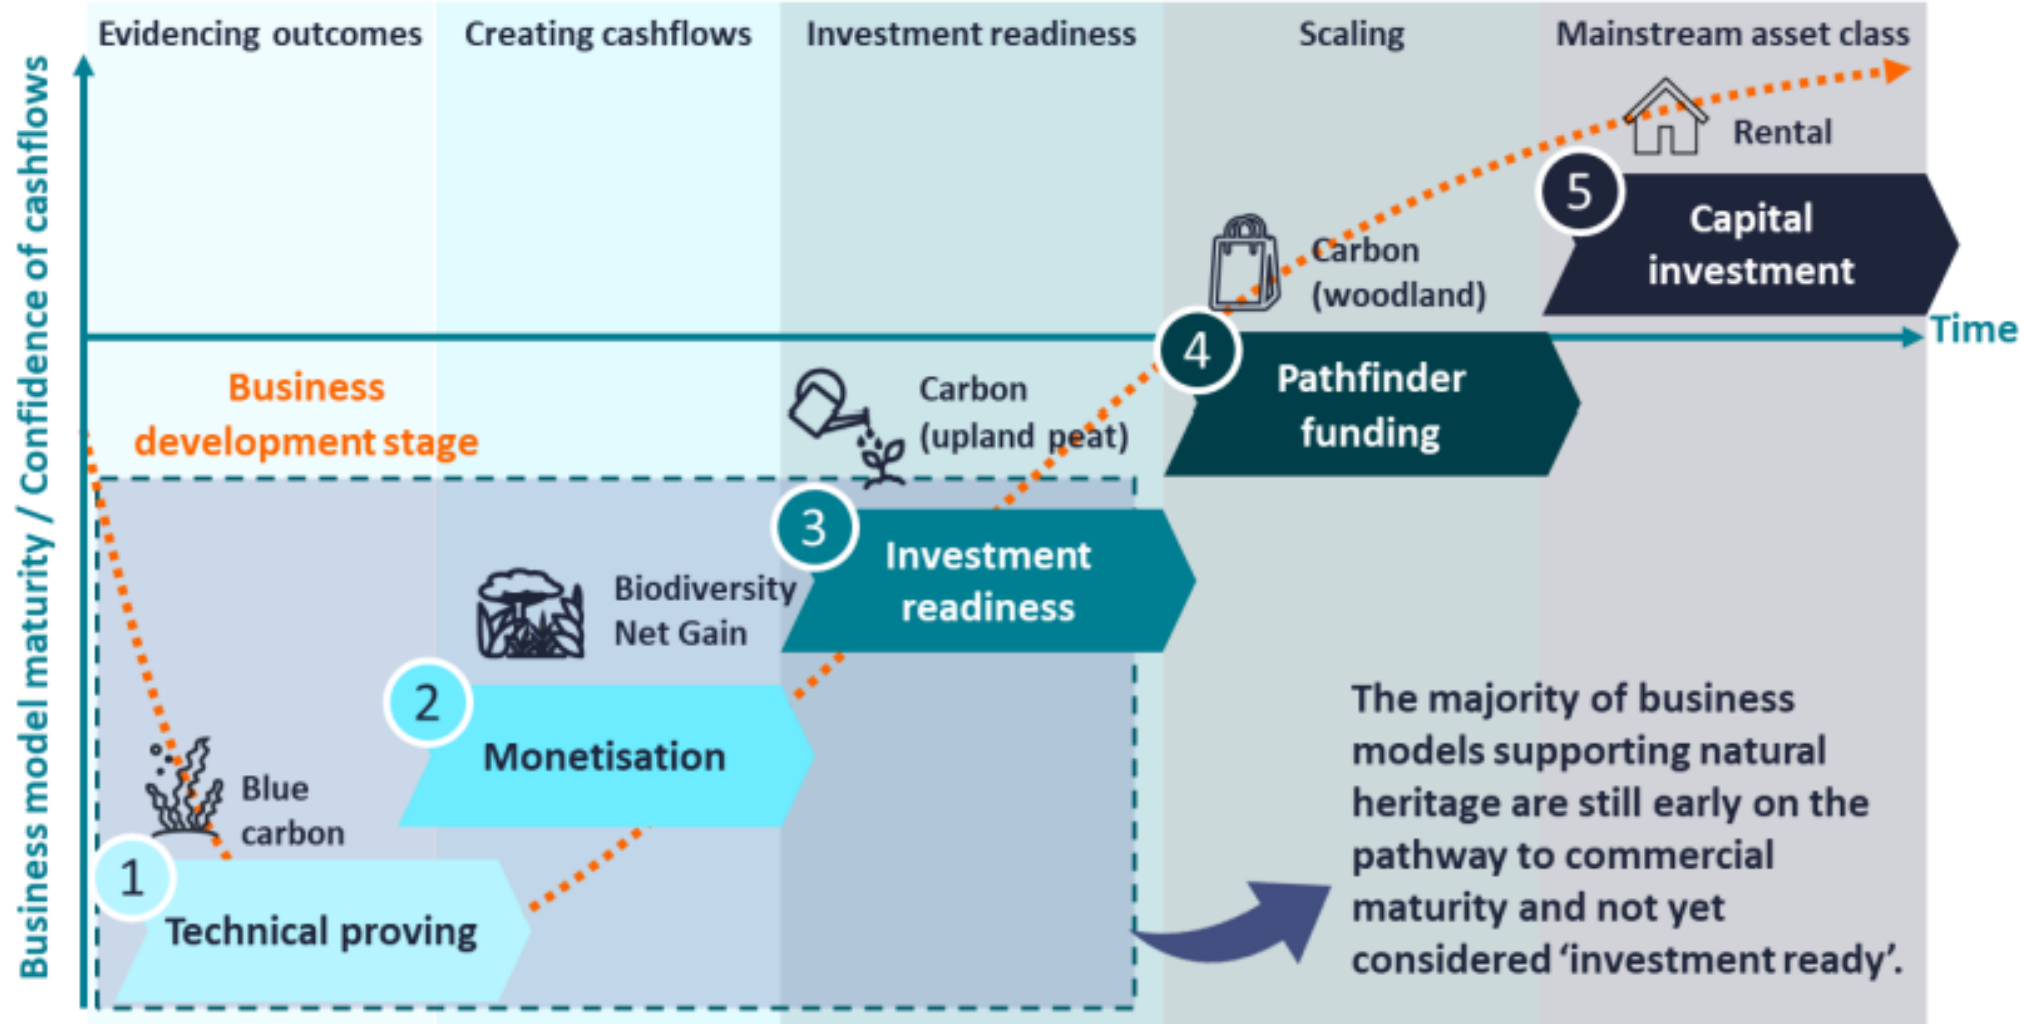 Evidencing outcomes
Creating cashflows
Investment readiness
Scaling
Mainstream asset class
Business model maturity / Confidence of cashflows
Time
Business
development stage
1
Blue
carbon
Technical proving
2
Biodiversity
Net Gain
Monetisation
3
Carbon
(upland peat)
Investment
readiness
4
Carbon
(woodland)
Pathfinder
funding
5
Rental
Capital
investment
The majority of business
models supporting natural
heritage are still early on the
pathway to commercial
maturity and not yet
considered ‘investment ready’.